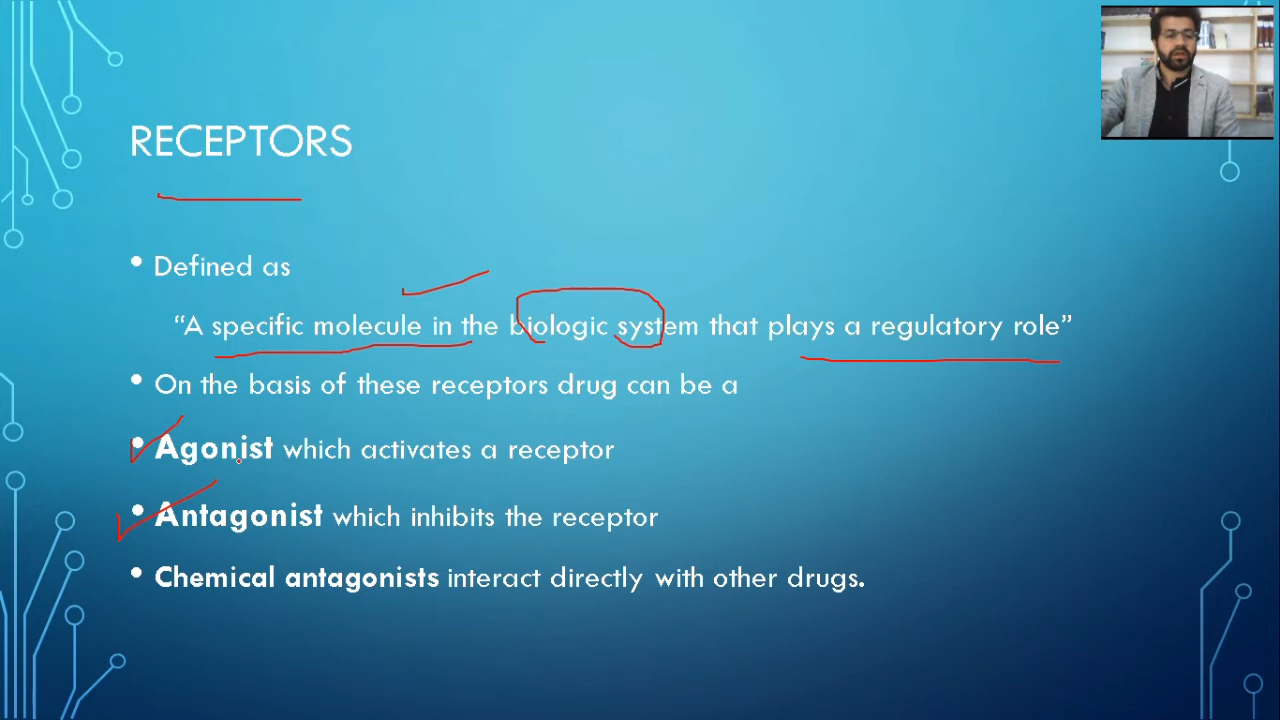 RECEPTORS
• Defined as
“A specific molecule in the biologic system that plays a regulatory role”
• On the basis of these receptors drug can be a
• Agonist which activates a receptor
• Antagonist which inhibits the receptor
• Chemical antagonists interact directly with other drugs.